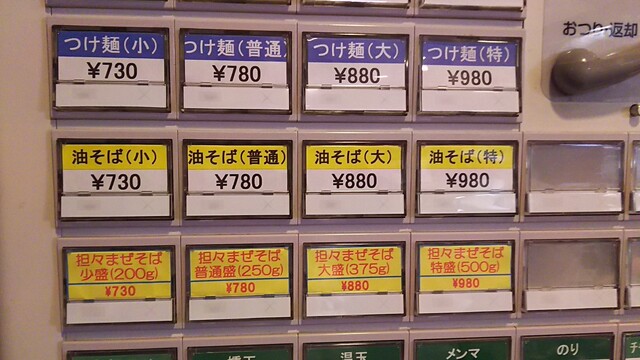 おつり・返却
つけ麺(小) つけ麺(普通) つけ麺(大) つけ麺(特)
¥730 ¥780 ¥880 ¥980
油そば(小) 油そば(普通) 油そば(大) 油そば(特)
¥730 ¥780 ¥880 ¥980
担々まぜそば 担々まぜそば 担々まぜそば 担々まぜそば
少盛(200g) 普通盛(250g) 大盛(375g) 特盛(500g)
¥730 ¥780 ¥880 ¥980
温玉 メンマ のり